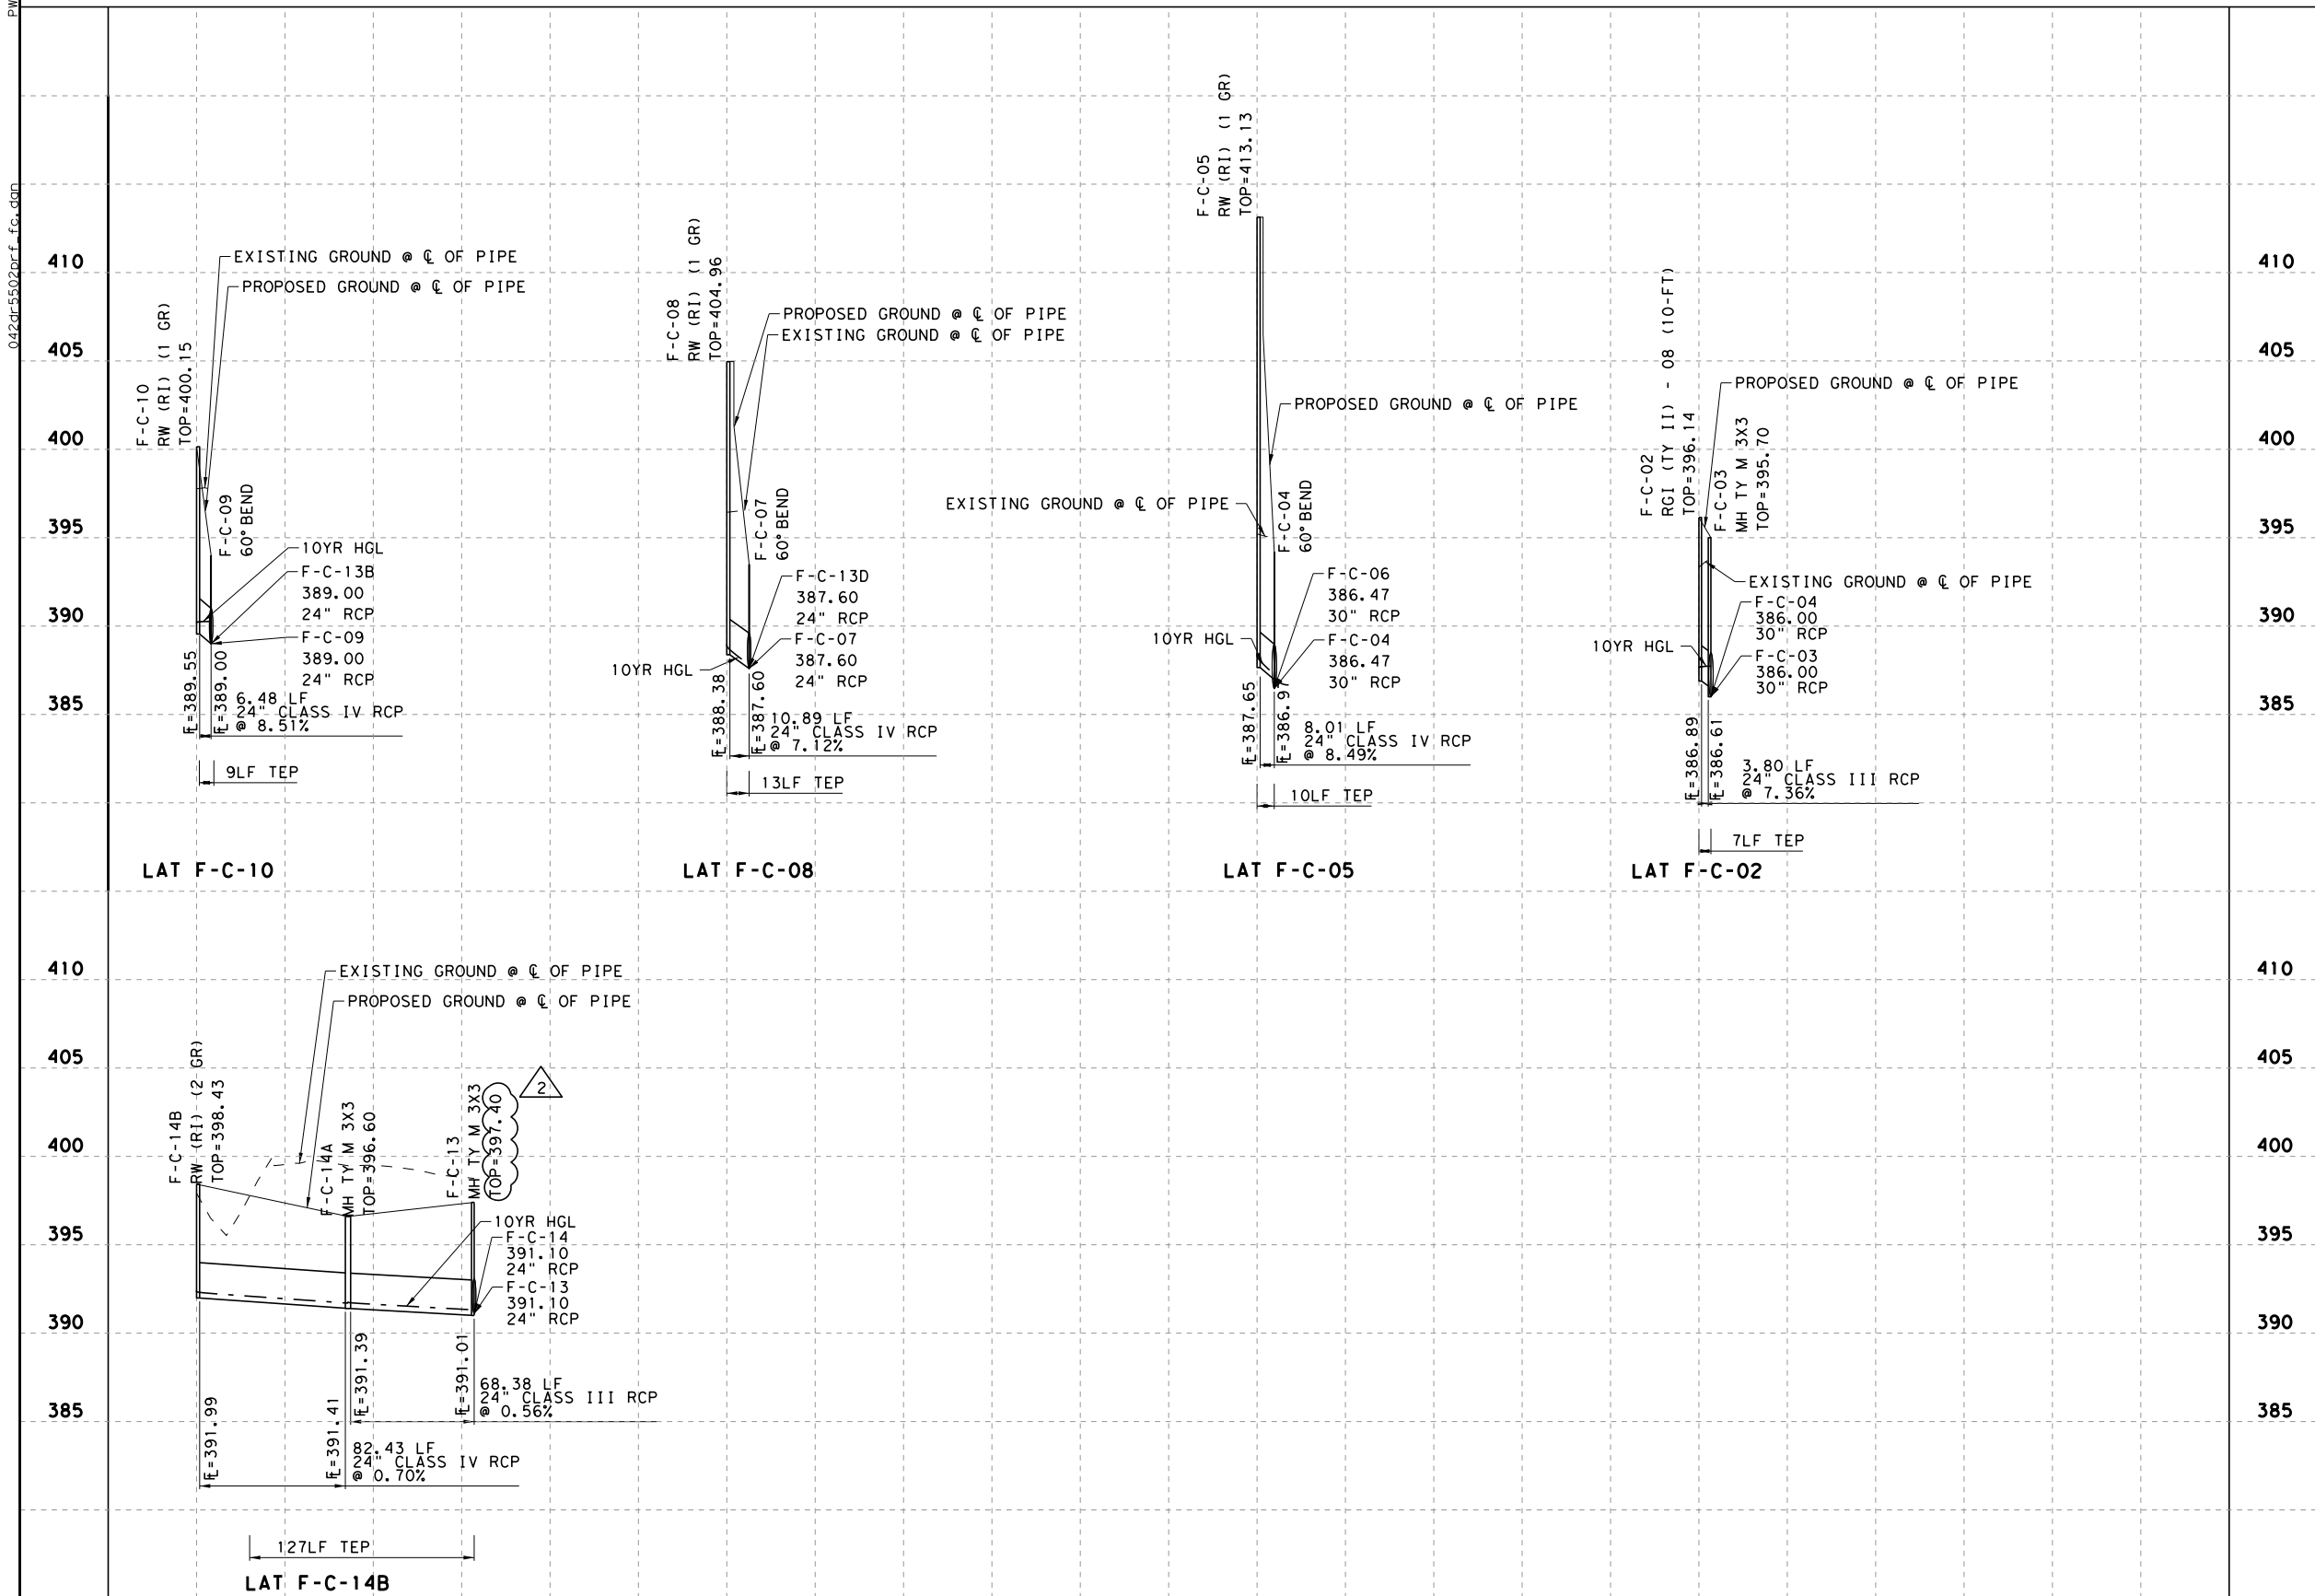 PW
042dr5502prf_fc.dgn
410
405
400
395
390
385
F-C-10
RW (RI) (1 GR)
TOP=400.15
EXISTING GROUND @ ℄ OF PIPE
PROPOSED GROUND @ ℄ OF PIPE
F-C-09
60° BEND
10YR HGL
F-C-13B
389.00
24" RCP
F-C-09
389.00
24" RCP
FL=389.55
FL=389.00
6.48 LF
24" CLASS IV RCP
@ 8.51%
9LF TEP
LAT F-C-10
F-C-08
RW (RI) (1 GR)
TOP=404.96
PROPOSED GROUND @ ℄ OF PIPE
EXISTING GROUND @ ℄ OF PIPE
F-C-07
60° BEND
F-C-13D
387.60
24" RCP
F-C-07
387.60
24" RCP
10YR HGL
FL=388.38
FL=387.60
10.89 LF
24" CLASS IV RCP
@ 7.12%
13LF TEP
LAT F-C-08
F-C-05
RW (RI) (1 GR)
TOP=413.13
PROPOSED GROUND @ ℄ OF PIPE
EXISTING GROUND @ ℄ OF PIPE
F-C-04
60° BEND
F-C-06
386.47
30" RCP
F-C-04
386.47
30" RCP
10YR HGL
FL=387.65
8.01 LF
24" CLASS IV RCP
@ 8.49%
10LF TEP
LAT F-C-05
F-C-02
RGI (TY II) - 08 (10-FT)
TOP=396.14
PROPOSED GROUND @ ℄ OF PIPE
F-C-03
MH TY M 3X3
TOP=395.70
EXISTING GROUND @ ℄ OF PIPE
F-C-04
386.00
30" RCP
F-C-03
386.00
30" RCP
10YR HGL
FL=386.89
FL=386.61
3.80 LF
24" CLASS III RCP
@ 7.36%
7LF TEP
LAT F-C-02
410
405
400
395
390
385
410
405
400
395
390
385
F-C-14B
RW (RI) (2 GR)
TOP=398.43
EXISTING GROUND @ ℄ OF PIPE
PROPOSED GROUND @ ℄ OF PIPE
F-C-14A
MH TY M 3X3
TOP=396.60
F-C-13
MH TY M 3X3
TOP=397.40
2
10YR HGL
F-C-14
391.10
24" RCP
F-C-13
391.10
24" RCP
FL=391.99
FL=391.41
FL=391.39
FL=391.01
68.38 LF
24" CLASS III RCP
@ 0.56%
82.43 LF
24" CLASS IV RCP
@ 0.70%
127LF TEP
LAT F-C-14B
410
405
400
395
390
385